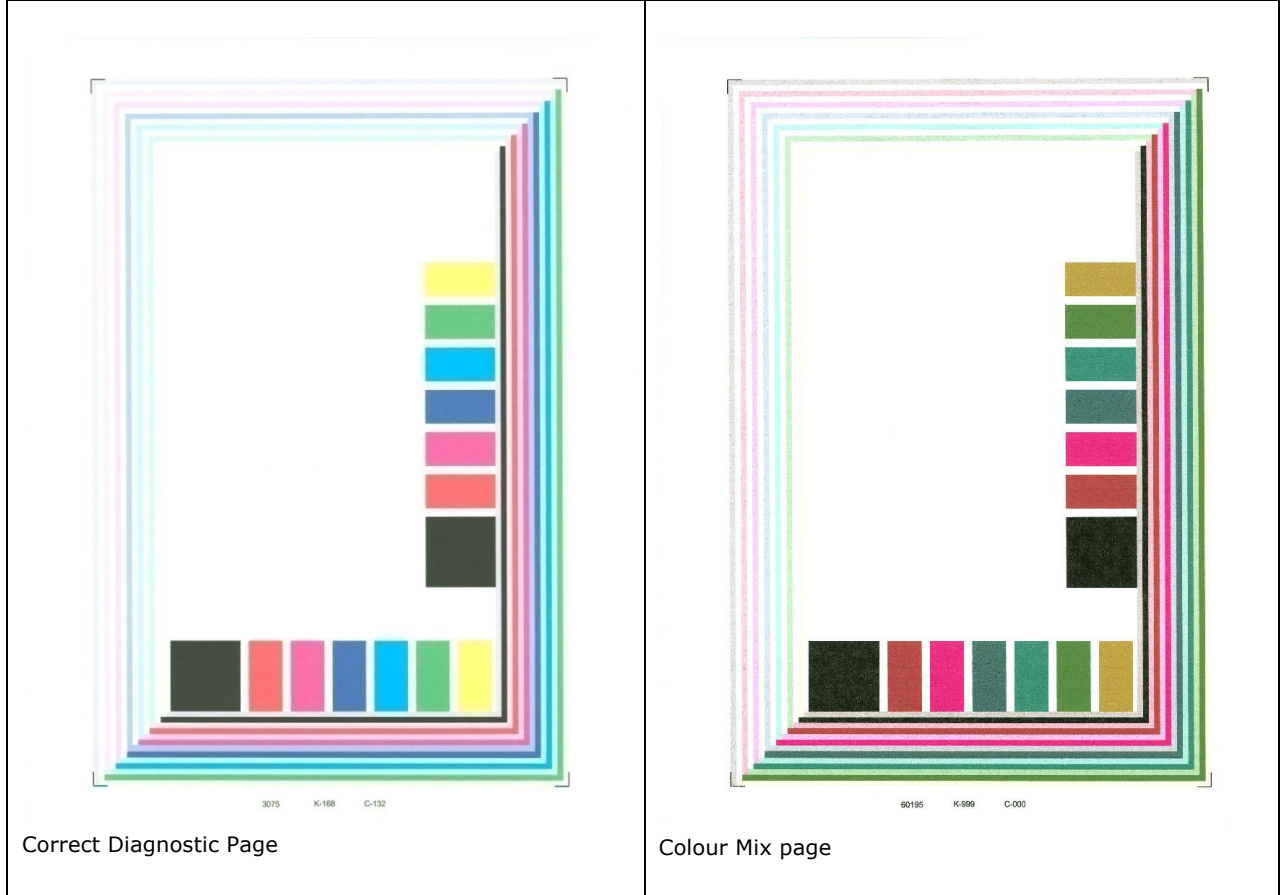 3075 K-168 C-132
Correct Diagnostic Page
60195 K-999 C-000
Colour Mix page